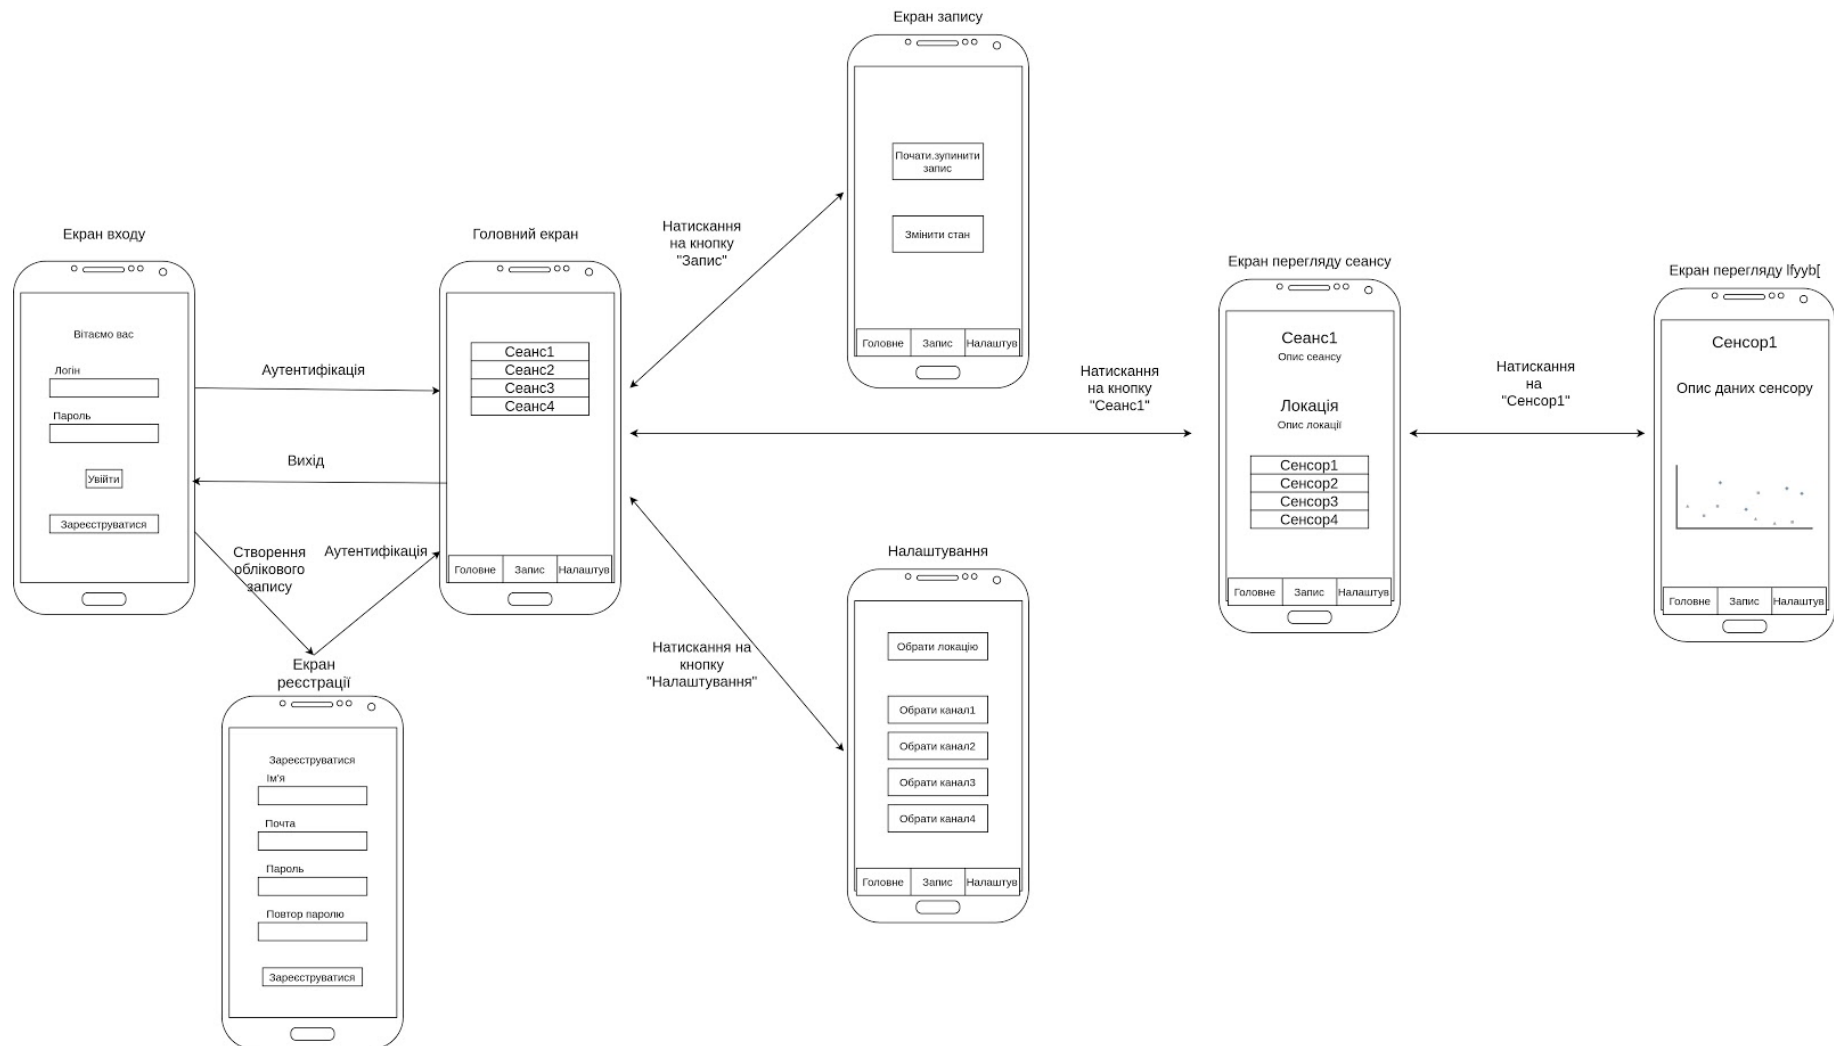 Екран запису
Почати.зупинити
запис
Змінити стан
Головне Запис Налаштув
Екран входу
Вітаємо вас
Логін
Пароль
Увійти
Зареєструватися
Аутентифікація
Вихід
Створення
облікового
запису
Аутентифікація
Головний екран
Сеанс1
Сеанс2
Сеанс3
Сеанс4
Головне Запис Налаштув
Натискання
на кнопку
"Запис"
Натискання
на кнопку
"Сеанс1"
Натискання на
кнопку
"Налаштування"
Екран перегляду сеансу
Сеанс1
Опис сеансу
Локація
Опис локації
Сенсор1
Сенсор2
Сенсор3
Сенсор4
Головне Запис Налаштув
Натискання
на
"Сенсор1"
Екран перегляду lfyyb[
Сенсор1
Опис даних сенсору
Головне Запис Налаштув
Налаштування
Обрати локацію
Обрати канал1
Обрати канал2
Обрати канал3
Обрати канал4
Головне Запис Налаштув
Екран
реєстрації
Зареєструватися
Ім'я
Почта
Пароль
Повтор паролю
Зареєструватися